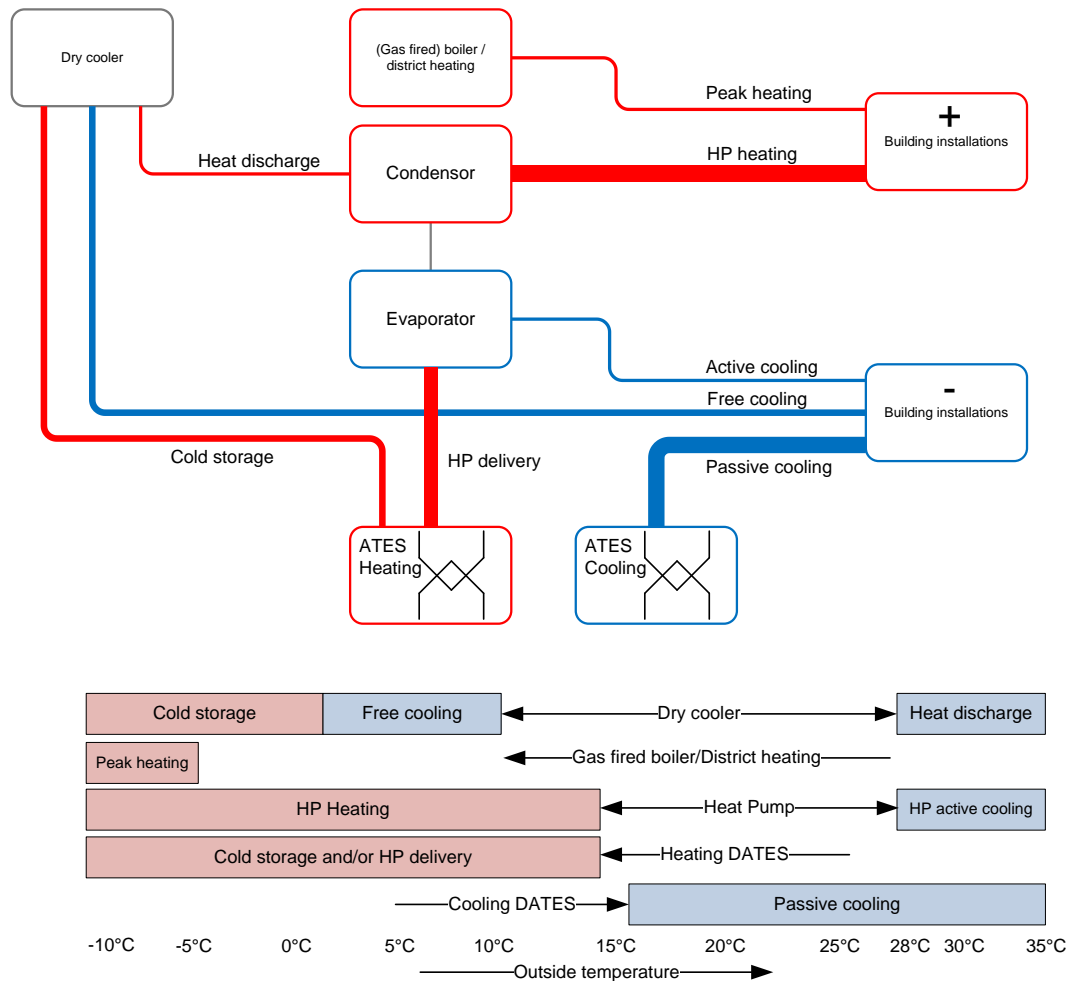 Dry cooler
(Gas fired) boiler /
district heating
Peak heating
+
Building installations
Heat discharge
Condensor
HP heating
Evaporator
Active cooling
Free cooling
-
Building installations
Cold storage
HP delivery
Passive cooling
ATES
Heating
ATES
Cooling
Cold storage
Free cooling
Dry cooler
Heat discharge
Peak heating
Gas fired boiler/District heating
HP Heating
Heat Pump
HP active cooling
Cold storage and/or HP delivery
Heating DATES
Cooling DATES
Passive cooling
-10°C
-5°C
0°C
5°C
10°C
15°C
20°C
25°C
28°C
30°C
35°C
Outside temperature